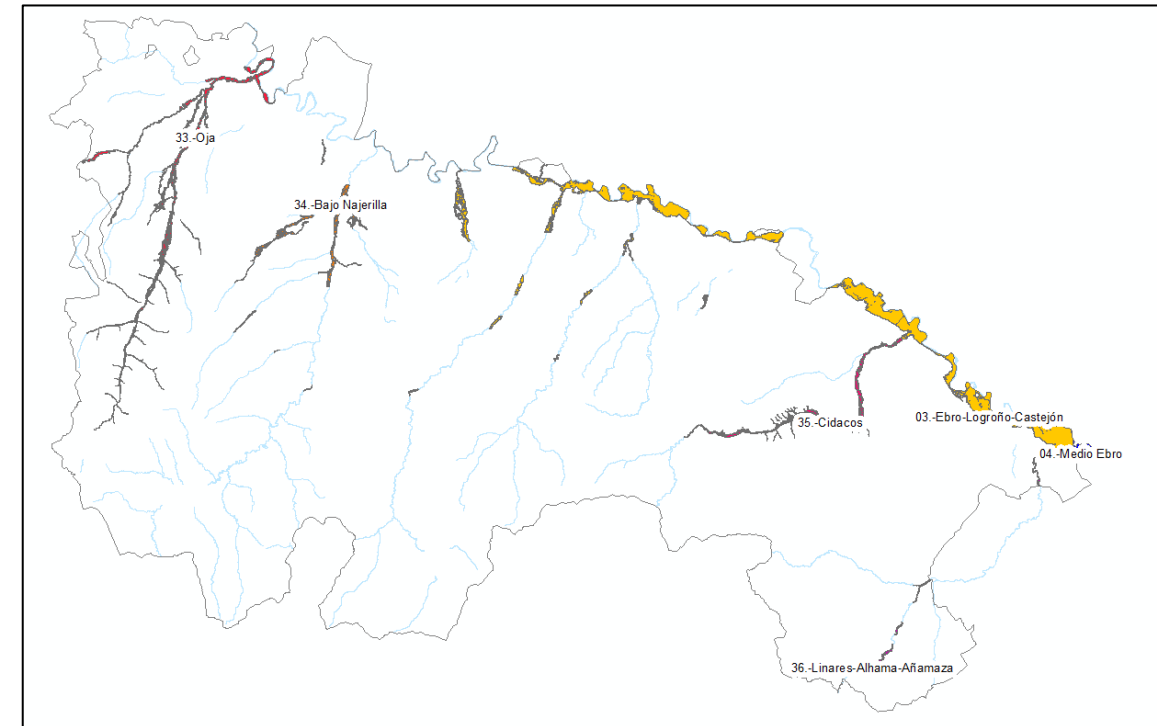 33.-Oja
34.-Bajo Najerilla
03.-Ebro-Logroño-Castejón
35.-Cidacos
04.-Medio Ebro
36.-Linares-Alhama-Añamaza